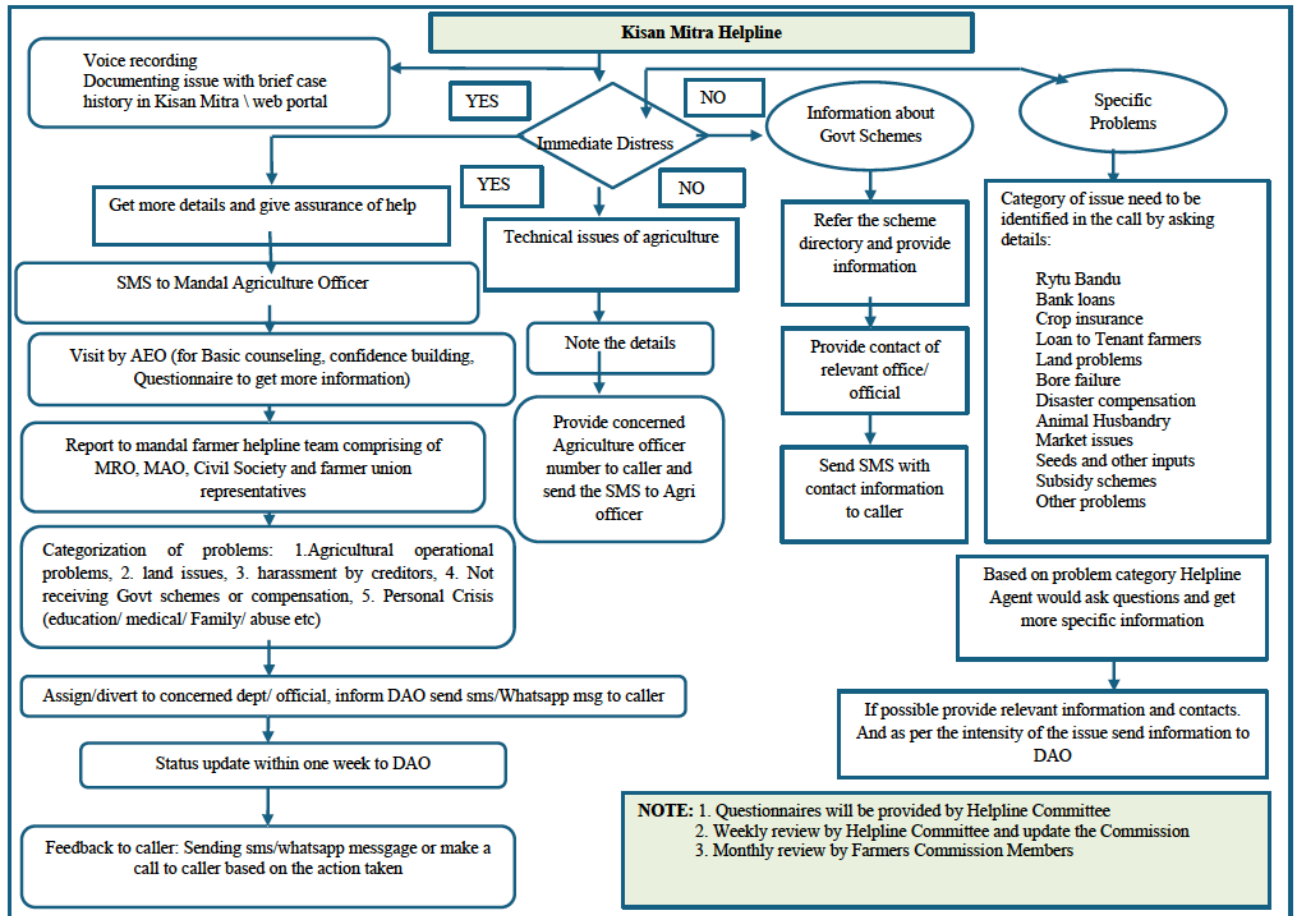 Kisan Mitra Helpline
Voice recording
Documenting issue with brief case
history in Kisan Mitra \ web portal
YES
NO
Immediate Distress
YES
NO
Information about
Govt Schemes
Specific
Problems
Get more details and give assurance of help
SMS to Mandal Agriculture Officer
Visit by AEO (for Basic counseling, confidence building,
Questionnaire to get more information)
Report to mandal farmer helpline team comprising of
MRO, MAO, Civil Society and farmer union
representatives
Categorization of problems: 1.Agricultural operational
problems, 2. land issues, 3. harassment by creditors, 4. Not
receiving Govt schemes or compensation, 5. Personal Crisis
(education/ medical/ Family/ abuse etc)
Assign/divert to concerned dept/ official, inform DAO send sms/Whatsapp msg to caller
Status update within one week to DAO
Feedback to caller: Sending sms/whatsapp messgage or make a
call to caller based on the action taken
Technical issues of agriculture
Note the details
Provide concerned
Agriculture officer
number to caller and
send the SMS to Agri
officer
Refer the scheme
directory and provide
information
Provide contact of
relevant office/
official
Send SMS with
contact information
to caller
Category of issue need to be
identified in the call by asking
details:
Rytu Bandu
Bank loans
Crop insurance
Loan to Tenant farmers
Land problems
Bore failure
Disaster compensation
Animal Husbandry
Market issues
Seeds and other inputs
Subsidy schemes
Other problems
Based on problem category Helpline
Agent would ask questions and get
more specific information
If possible provide relevant information and contacts.
And as per the intensity of the issue send information to
DAO
NOTE: 1. Questionnaires will be provided by Helpline Committee
2. Weekly review by Helpline Committee and update the Commission
3. Monthly review by Farmers Commission Members